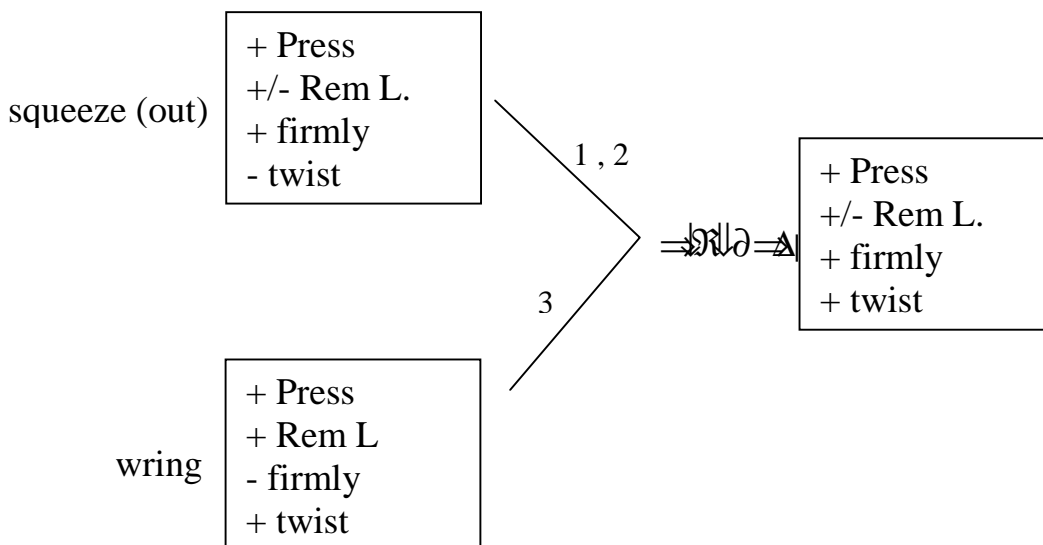 + Press
+/- Rem L.
squeeze (out)
+ firmly
- twist
1 , 2
+ Press
+/- Rem L.
+ firmly
+ twist
3
+ Press
+ Rem L
wring
- firmly
+ twist